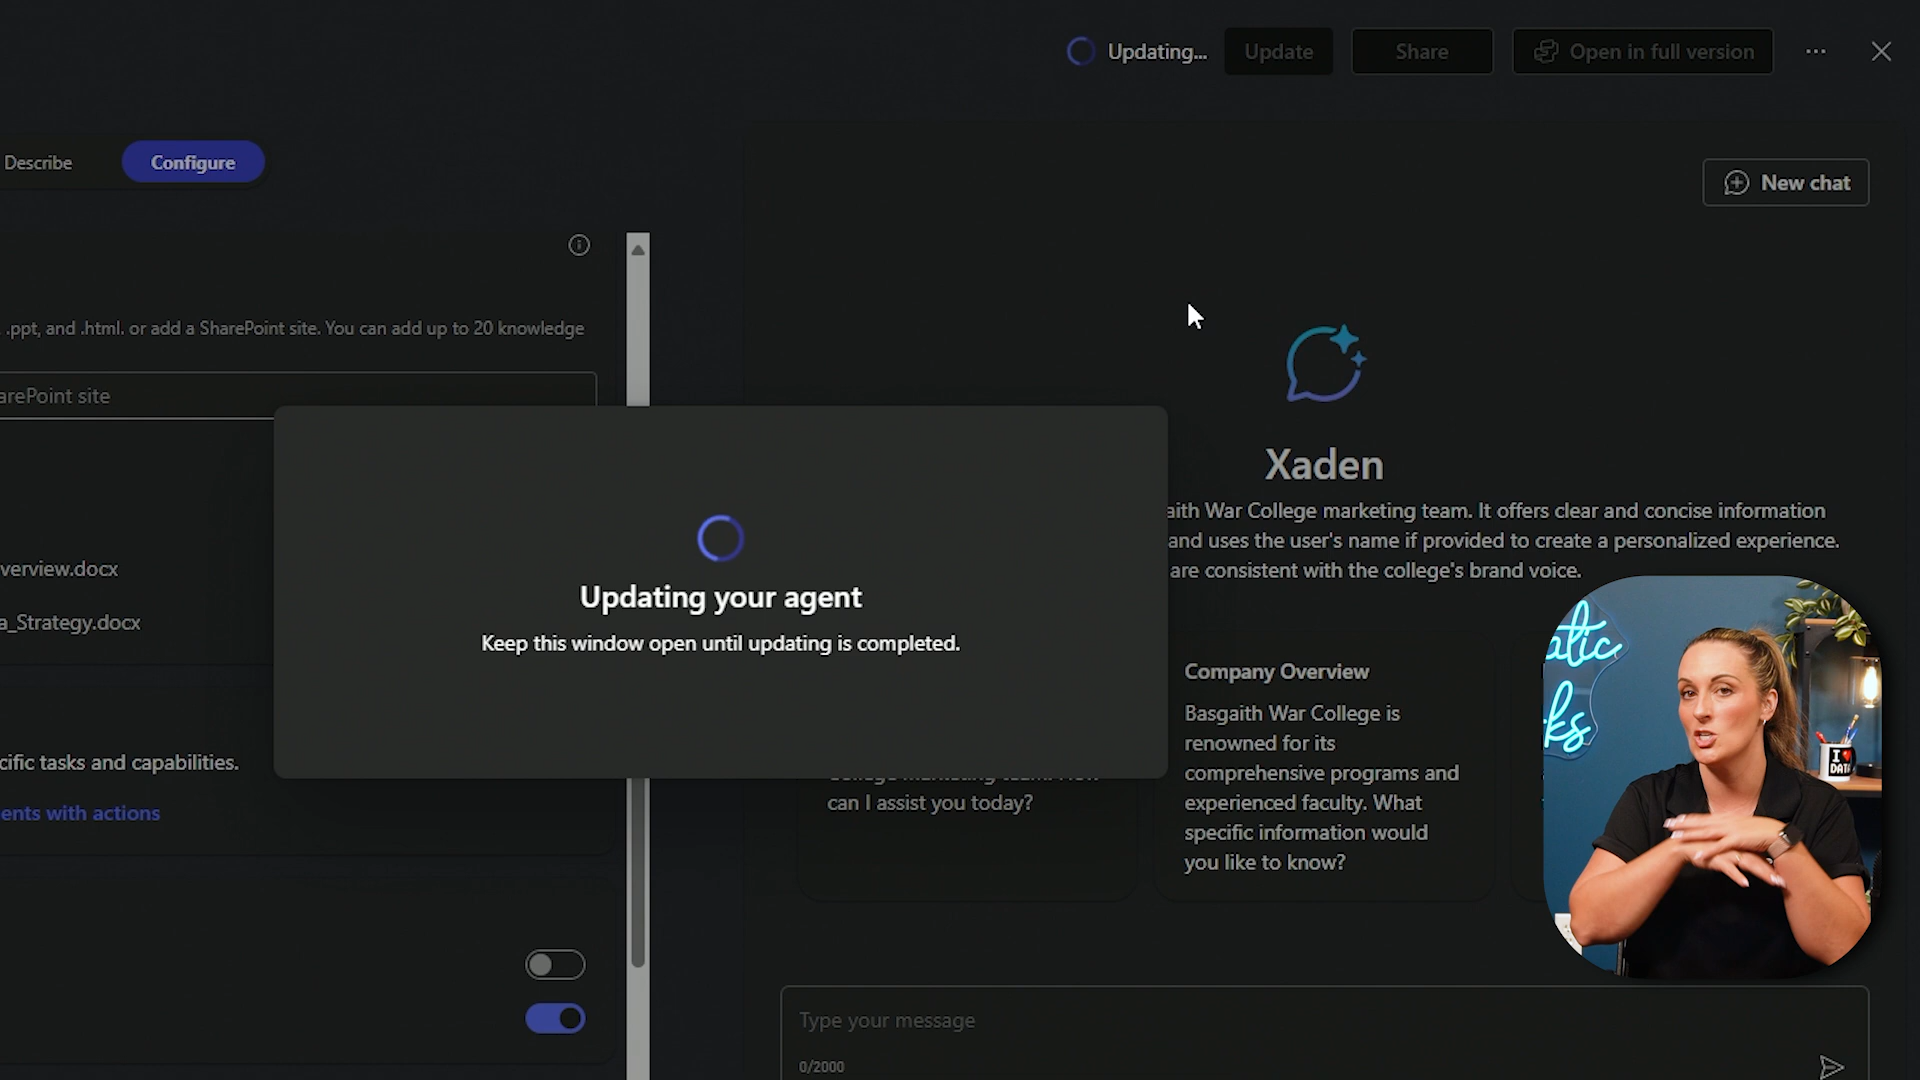 Updating...
Update
Share
Open in full version
Describe
Configure
New chat
.ppt, and .html. or add a SharePoint site. You can add up to 20 knowledge
arePoint site
Xaden
aith War College marketing team. It offers clear and concise information
and uses the user's name if provided to create a personalized experience.
are consistent with the college's brand voice.
verview.docx
a_Strategy.docx
Updating your agent
Keep this window open until updating is completed.
cific tasks and capabilities.
ents with actions
can I assist you today?
Company Overview
Basgaith War College is
renowned for its
comprehensive programs and
experienced faculty. What
specific information would
you like to know?
atic
ks
I
DATA
Type your message
0/2000